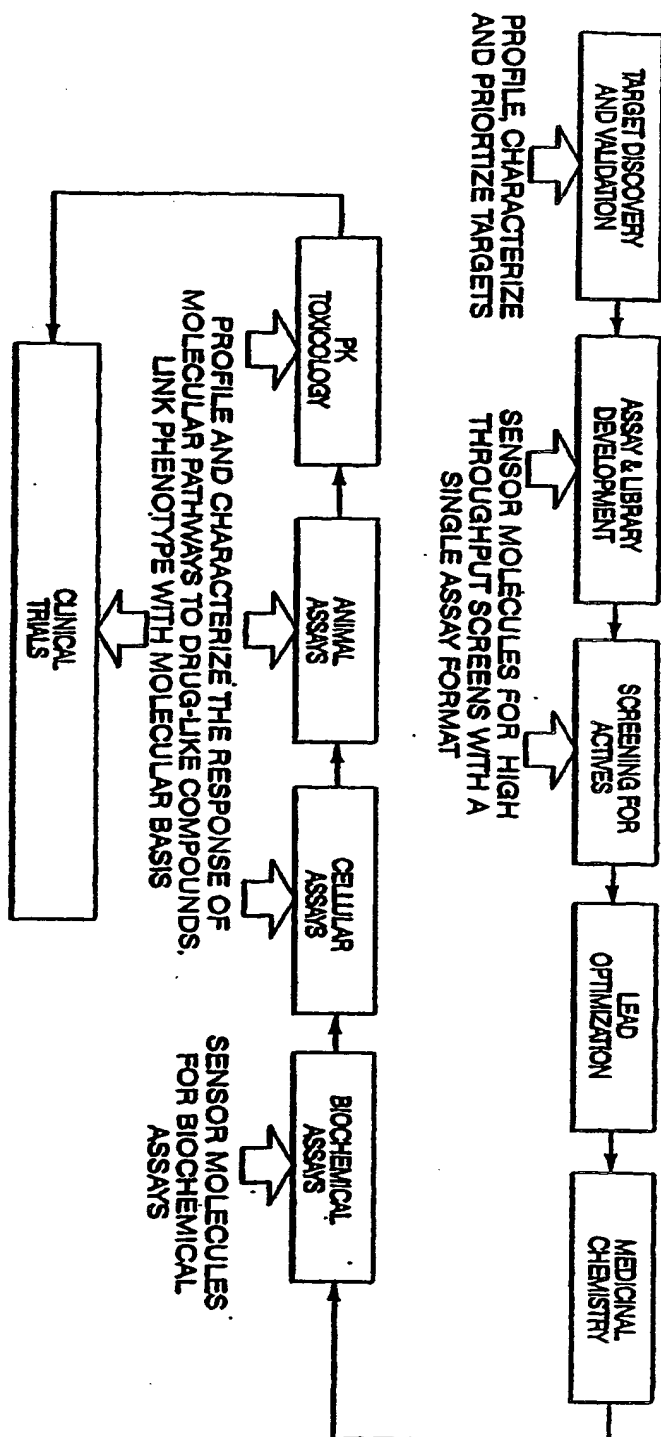 TARGET DISCOVERY
AND VALIDATION
ASSAY & LIBRARY
DEVELOPMENT
SCREENING FOR
ACTIVES
LEAD
OPTIMIZATION
MEDICINAL
CHEMISTRY
PROFILE, CHARACTERIZE
AND PRIORTIZE TARGETS
SENSOR MOLECULES FOR HIGH
THROUGHPUT SCREENS WITH A
SINGLE ASSAY FORMAT
PK
TOXICOLOGY
ANIMAL
ASSAYS
CELLULAR
ASSAYS
BIOCHEMICAL
ASSAYS
PROFILE AND CHARACTERIZE THE RESPONSE OF
MOLECULAR PATHWAYS TO DRUG-LIKE COMPOUNDS,
LINK PHENOTYPE WITH MOLECULAR BASIS
SENSOR MOLECULES
FOR BIOCHEMICAL
ASSAYS
CLINICAL
TRIALS